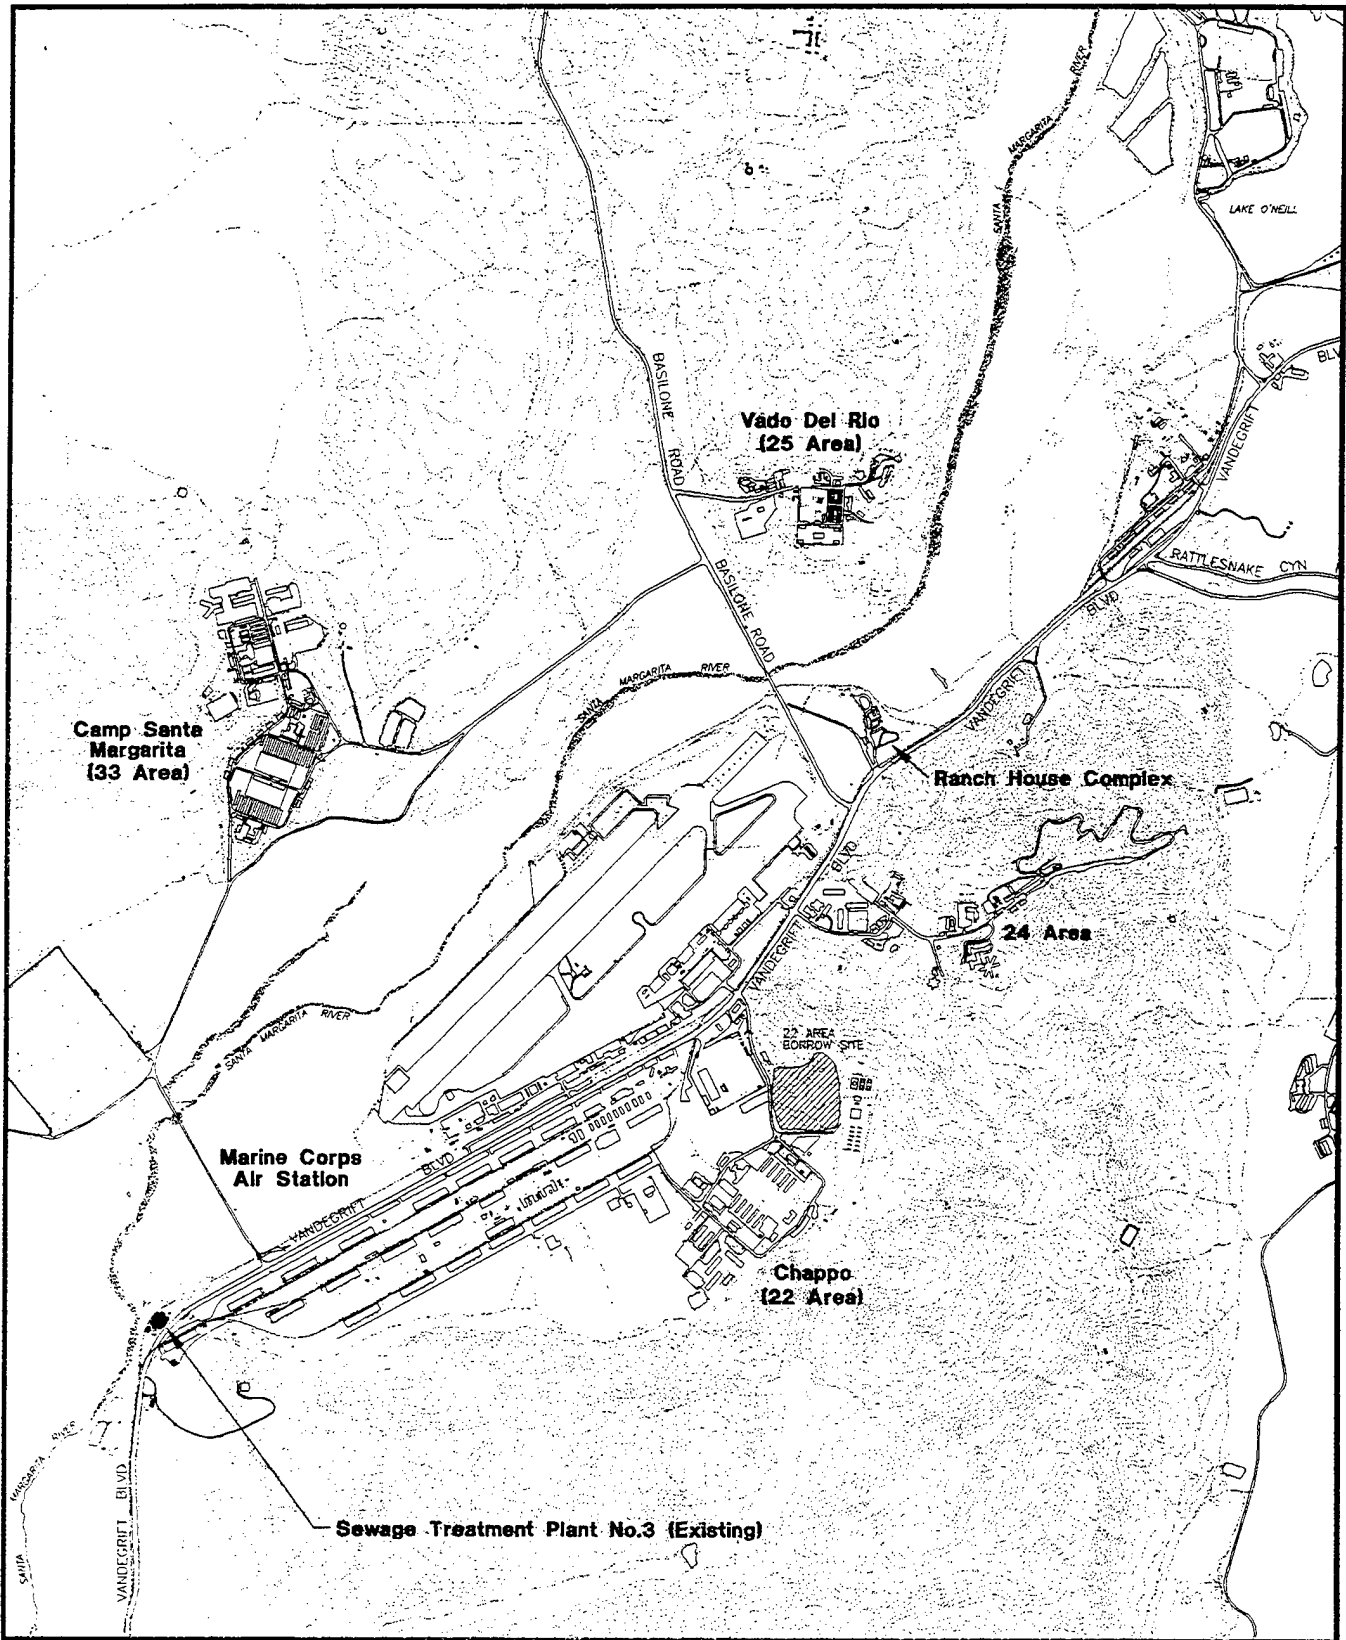 RIVER
MARGARITA
SANTA
LAKE O'NEILL
BLV
BASILONE
ROAD
Vado Del Rio
(25 Area)
VANDEGRIFT
RATTLESNAKE CYN
BLVD
BASILONE ROAD
SANTA MARGARITA RIVER
VANDEGRIFT
Camp Santa
Margarita
(33 Area)
Ranch House Complex
BLVD
24 Area
VANDEGRIFT
SANTA MARGARITA RIVER
22 AREA
BORROW SITE
Marine Corps
Air Station
VANDEGRIFT BLVD
Chappo
(22 Area)
SANTA MARGARITA RIVER
VANDEGRIFT BLVD
Sewage Treatment Plant No.3 (Existing)